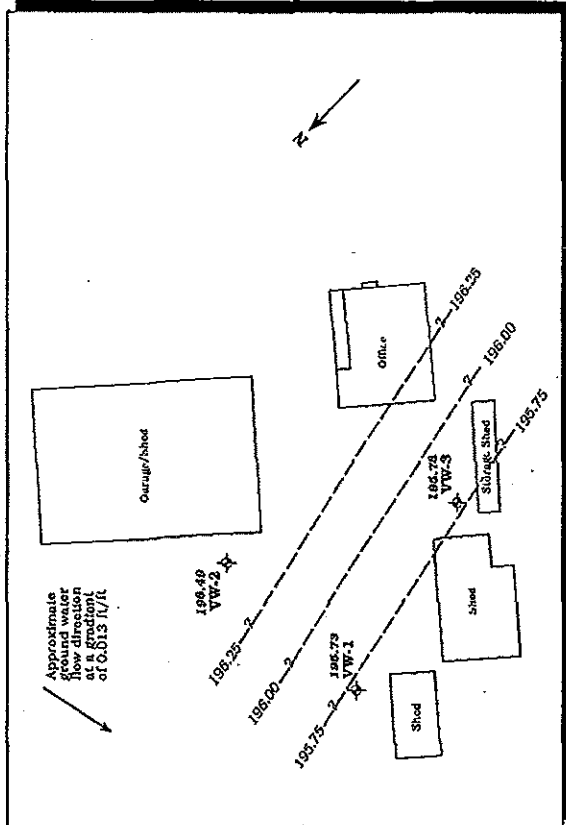 N
Approximate
ground water
flow direction
at a gradient
of 0.013 ft/ft
Garage/Shed
Office
196.49
VW-2
196.25
?
?
196.25
196.00
?
?
196.00
195.75
?
?
195.75
195.73
VW-1
195.78
VW-3
Storage Shed
Shed
Shed